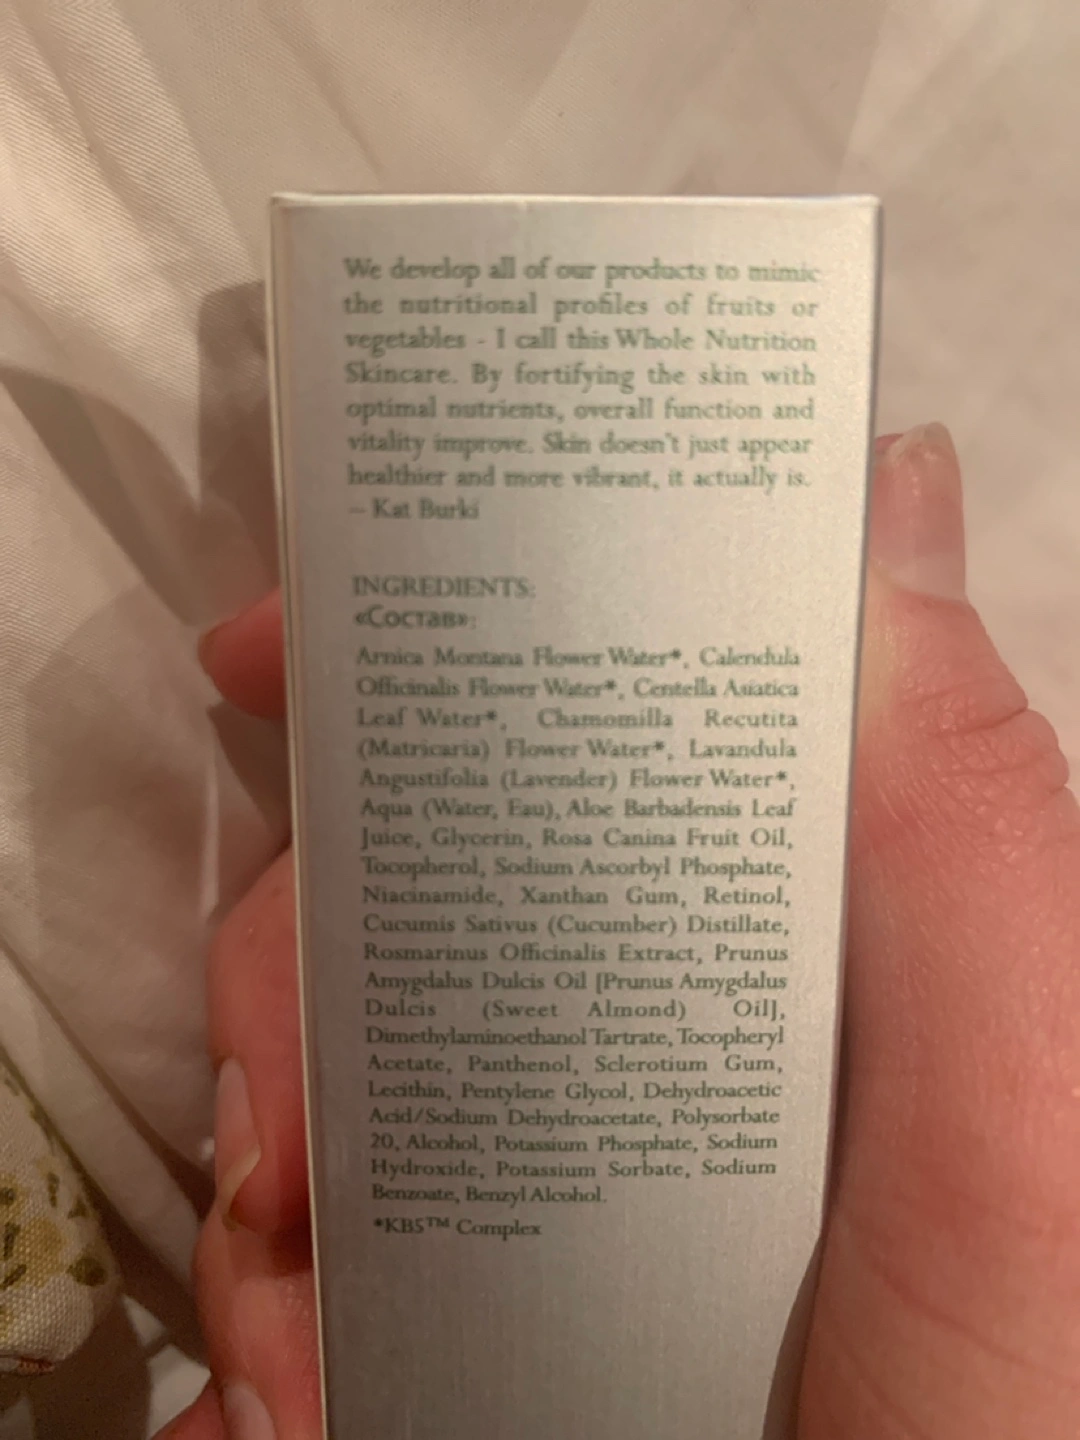 We develop all of our products to mimic
the nutritional profiles of fruits or
vegetables - I call this Whole Nutrition
Skincare. By fortifying the skin with
optimal nutrients, overall function and
vitality improve. Skin doesn't just appear
healthier and more vibrant, it actually is.
– Kat Burki
INGREDIENTS:
«Состав»:
Arnica Montana Flower Water*, Calendula
Officinalis Flower Water*, Centella Asiatica
Leaf Water*, Chamomilla Recutita
(Matricaria) Flower Water*, Lavandula
Angustifolia (Lavender) Flower Water*,
Aqua (Water, Eau), Aloe Barbadensis Leaf
Juice, Glycerin, Rosa Canina Fruit Oil,
Tocopherol, Sodium Ascorbyl Phosphate,
Niacinamide, Xanthan Gum, Retinol,
Cucumis Sativus (Cucumber) Distillate,
Rosmarinus Officinalis Extract, Prunus
Amygdalus Dulcis Oil [Prunus Amygdalus
Dulcis (Sweet Almond) Oil],
Dimethylaminoethanol Tartrate, Tocopheryl
Acetate, Panthenol, Sclerotium Gum,
Lecithin, Pentylene Glycol, Dehydroacetic
Acid/Sodium Dehydroacetate, Polysorbate
20, Alcohol, Potassium Phosphate, Sodium
Hydroxide, Potassium Sorbate, Sodium
Benzoate, Benzyl Alcohol.
*KB5™ Complex